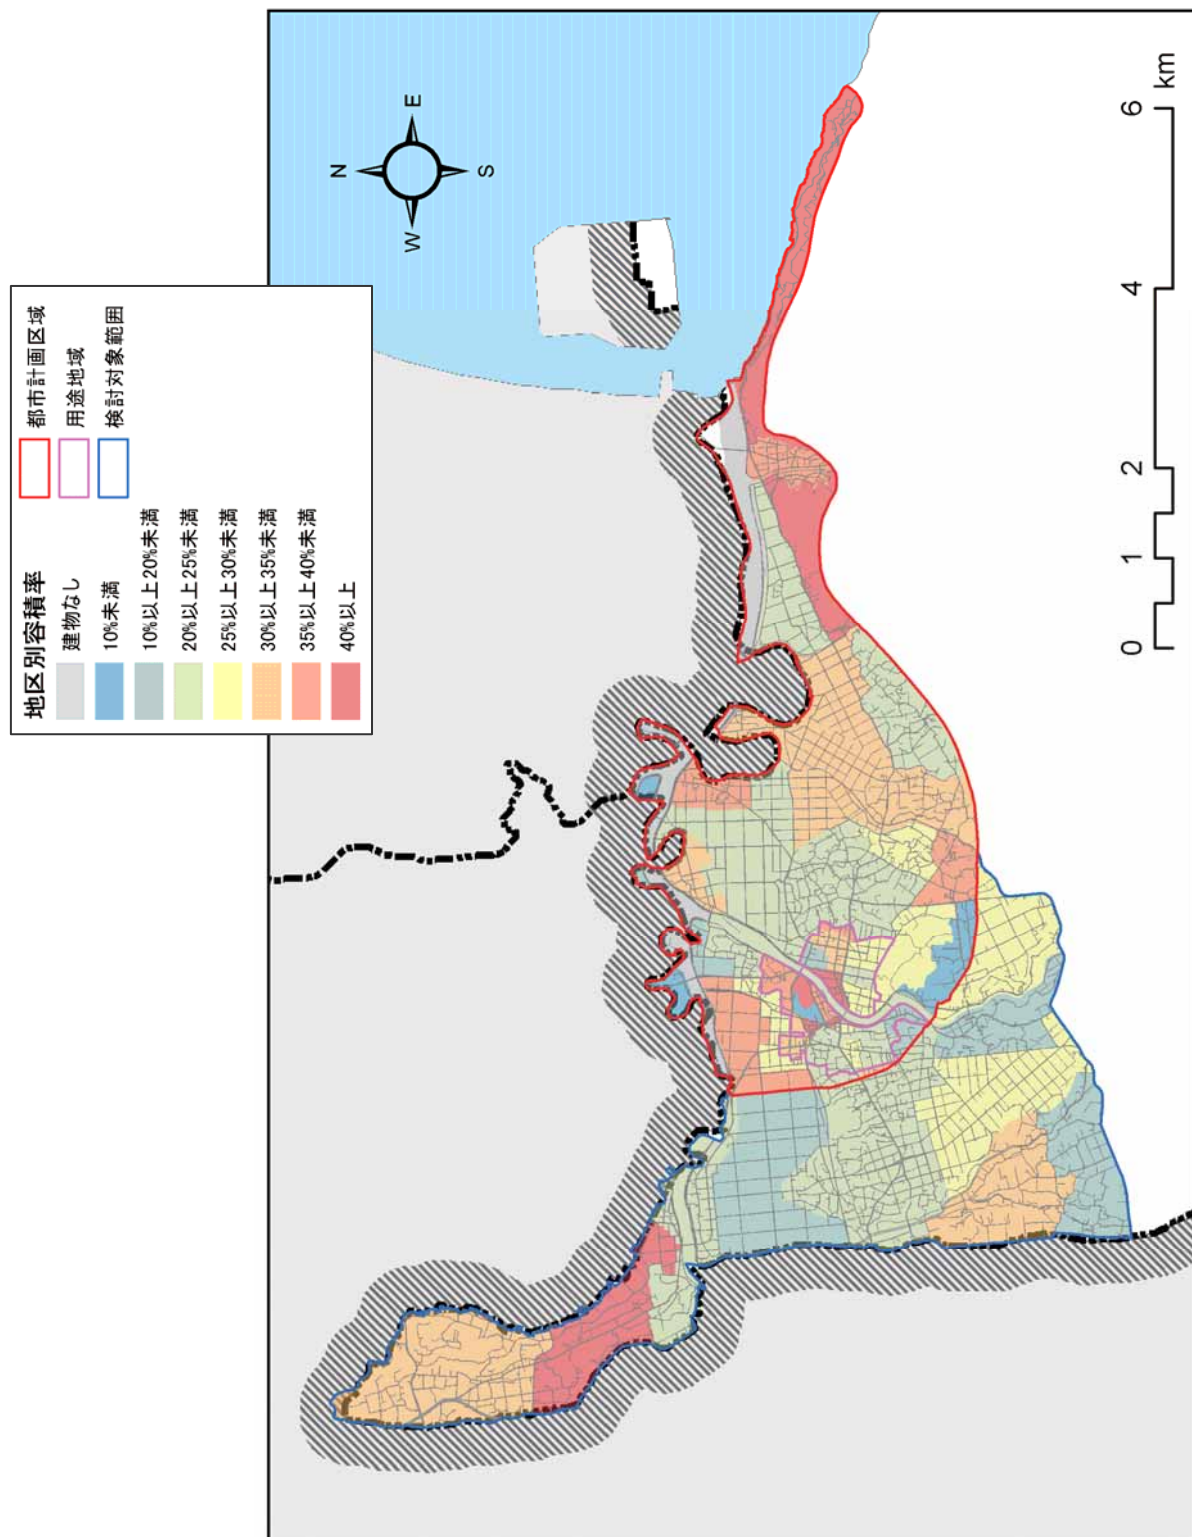 地区別容積率
建物なし
10%未満
10%以上20%未満
20%以上25%未満
25%以上30%未満
30%以上35%未満
35%以上40%未満
40%以上
都市計画区域
用途地域
検討対象範囲
N
E
S
W
0 1 2 4 6 km